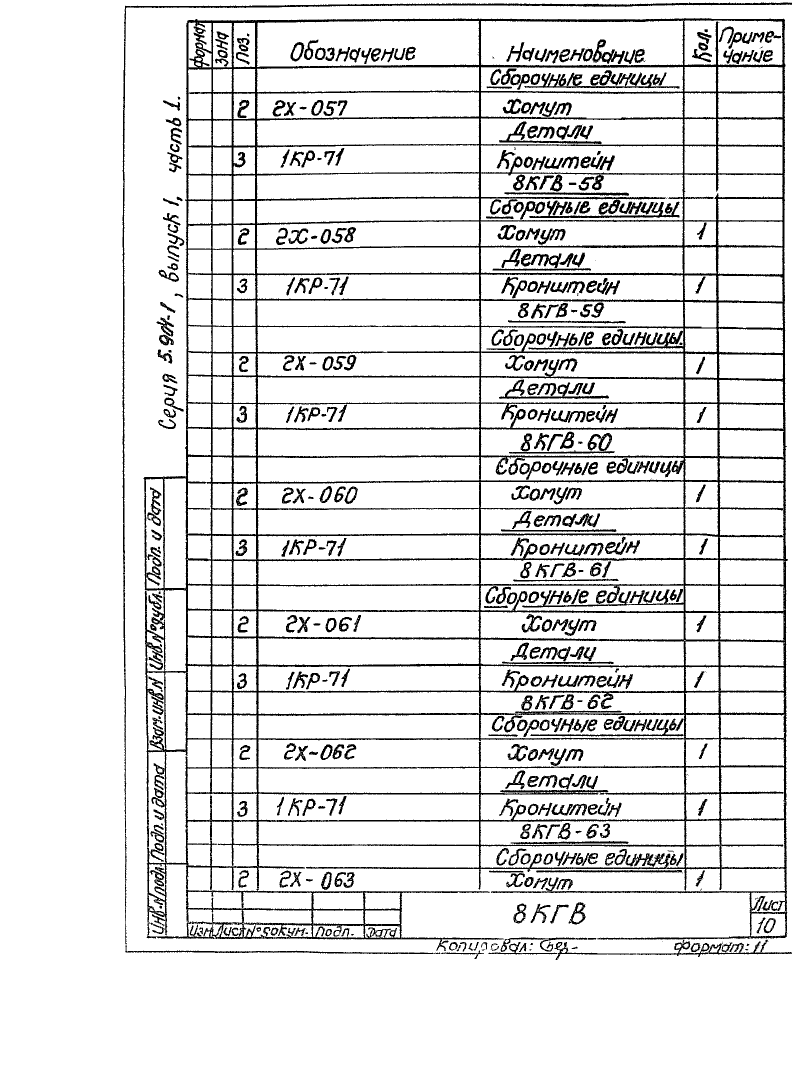 Серия 5.904-1, выпуск 1, часть 1.
Формат Зона Поз. Обозначение Наименование Кол. Примечание
Сборочные единицы
2 2Х-057 Хомут
Детали
3 1КР-71 Кронштейн
8КГВ-58
Сборочные единицы
2 2Х-058 Хомут 1
Детали
3 1КР-71 Кронштейн 1
8КГВ-59
Сборочные единицы
2 2Х-059 Хомут 1
Детали
3 1КР-71 Кронштейн 1
8КГВ-60
Сборочные единицы
2 2Х-060 Хомут 1
Детали
3 1КР-71 Кронштейн 1
8КГВ-61
Сборочные единицы
2 2Х-061 Хомут 1
Детали
3 1КР-71 Кронштейн 1
8КГВ-62
Сборочные единицы
2 2Х-062 Хомут 1
Детали
3 1КР-71 Кронштейн 1
8КГВ-63
Сборочные единицы
2 2Х-063 Хомут 1
Инв.N подл. Подп. и дата Взам.инв.N Инв.N°дубл. Подп. и дата
Изм Лист N°докум. Подп. Дата
8КГВ
Лист
10
Копировал: Формат: 11